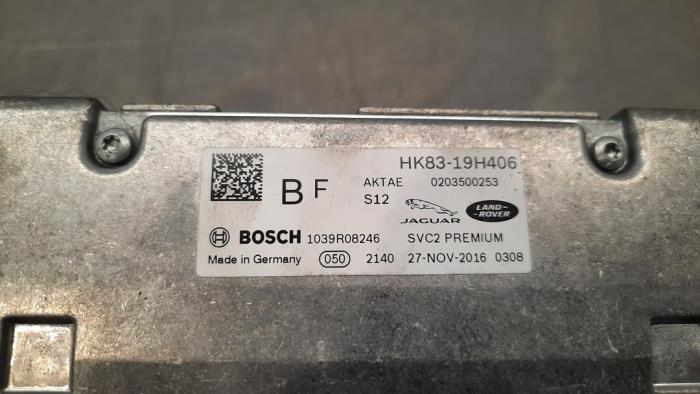 HK83-19H406
B F AKTAE 0203500253
S12
JAGUAR LAND-ROVER
BOSCH 1039R08246 SVC2 PREMIUM
Made in Germany 050 2140 27-NOV-2016 0308